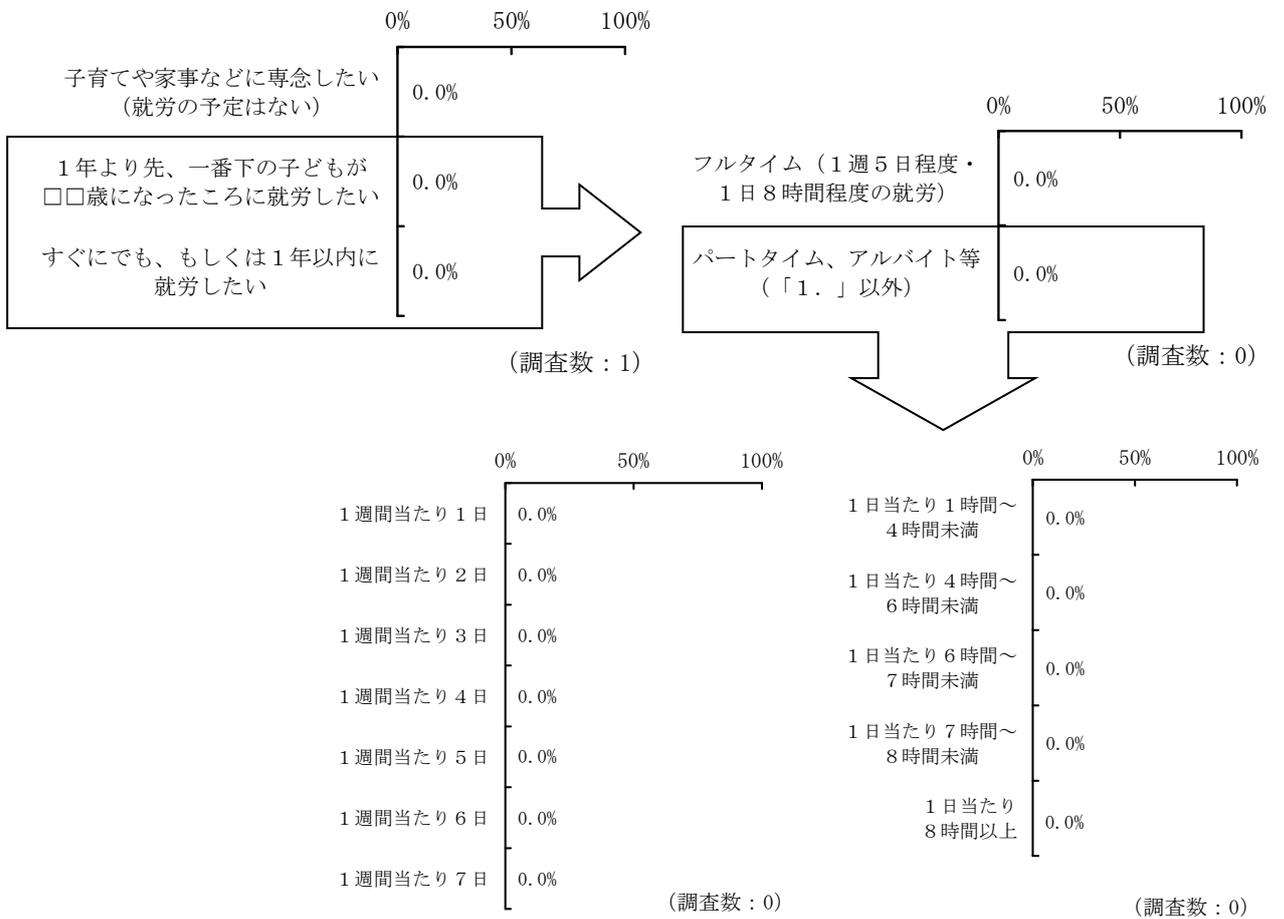 0% 50% 100%
子育てや家事などに専念したい
（就労の予定はない）
0.0%
１年より先、一番下の子どもが
□□歳になったころに就労したい
0.0%
すぐにでも、もしくは１年以内に
就労したい
0.0%
（調査数：1）
0% 50% 100%
フルタイム（１週５日程度・
１日８時間程度の就労）
0.0%
パートタイム、アルバイト等
（「１．」以外）
0.0%
（調査数：0）
0% 50% 100%
１週間当たり１日 0.0%
１週間当たり２日 0.0%
１週間当たり３日 0.0%
１週間当たり４日 0.0%
１週間当たり５日 0.0%
１週間当たり６日 0.0%
１週間当たり７日 0.0%
（調査数：0）
0% 50% 100%
１日当たり１時間～
４時間未満
0.0%
１日当たり４時間～
６時間未満
0.0%
１日当たり６時間～
７時間未満
0.0%
１日当たり７時間～
８時間未満
0.0%
１日当たり
８時間以上
0.0%
（調査数：0）